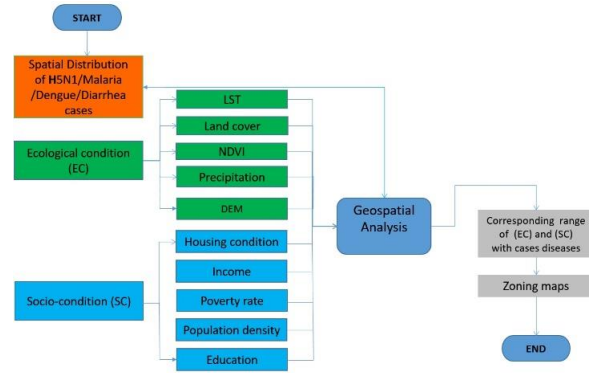 START
Spatial Distribution
of H5N1/Malaria
/Dengue/Diarrhea
cases
Ecological condition
(EC)
LST
Land cover
NDVI
Precipitation
DEM
Housing condition
Income
Socio-condition (SC)
Poverty rate
Population density
Education
Geospatial
Analysis
Corresponding range
of (EC) and (SC)
with cases diseases
Zoning maps
END